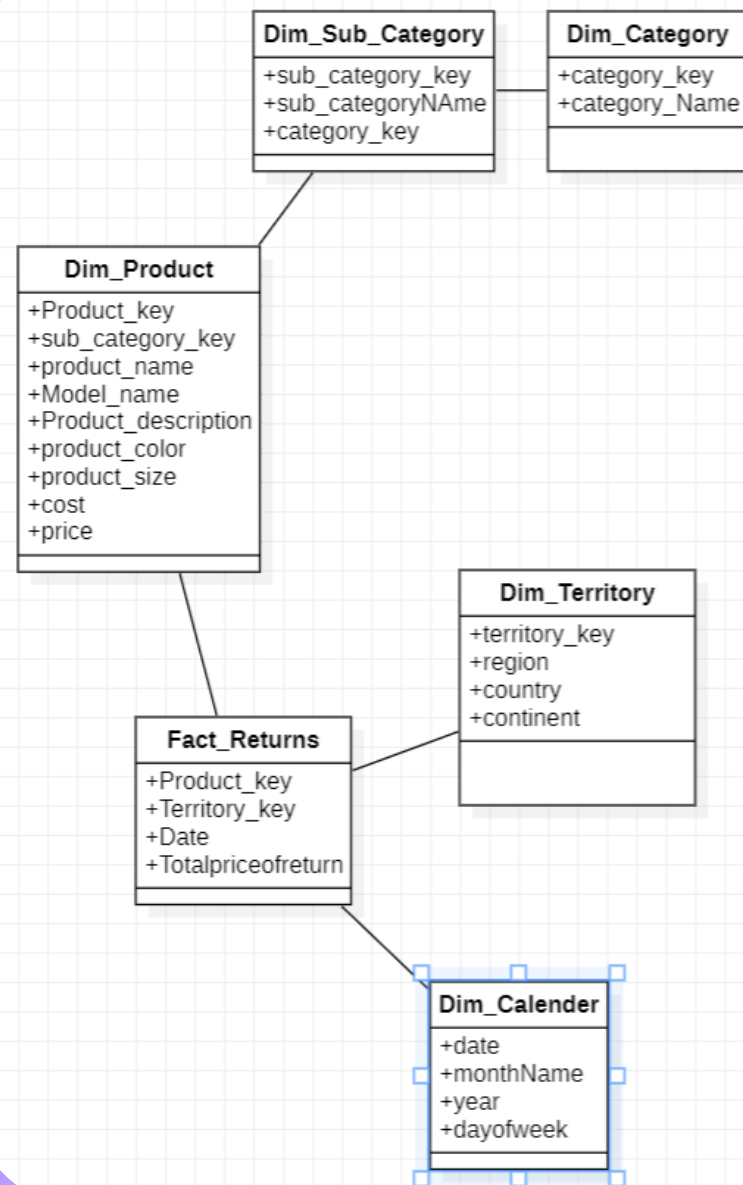 Dim_Sub_Category
+sub_category_key
+sub_categoryNAme
+category_key
Dim_Category
+category_key
+category_Name
Dim_Product
+Product_key
+sub_category_key
+product_name
+Model_name
+Product_description
+product_color
+product_size
+cost
+price
Dim_Territory
+territory_key
+region
+country
+continent
Fact_Returns
+Product_key
+Territory_key
+Date
+Totalpriceofreturn
Dim_Calender
+date
+monthName
+year
+dayofweek